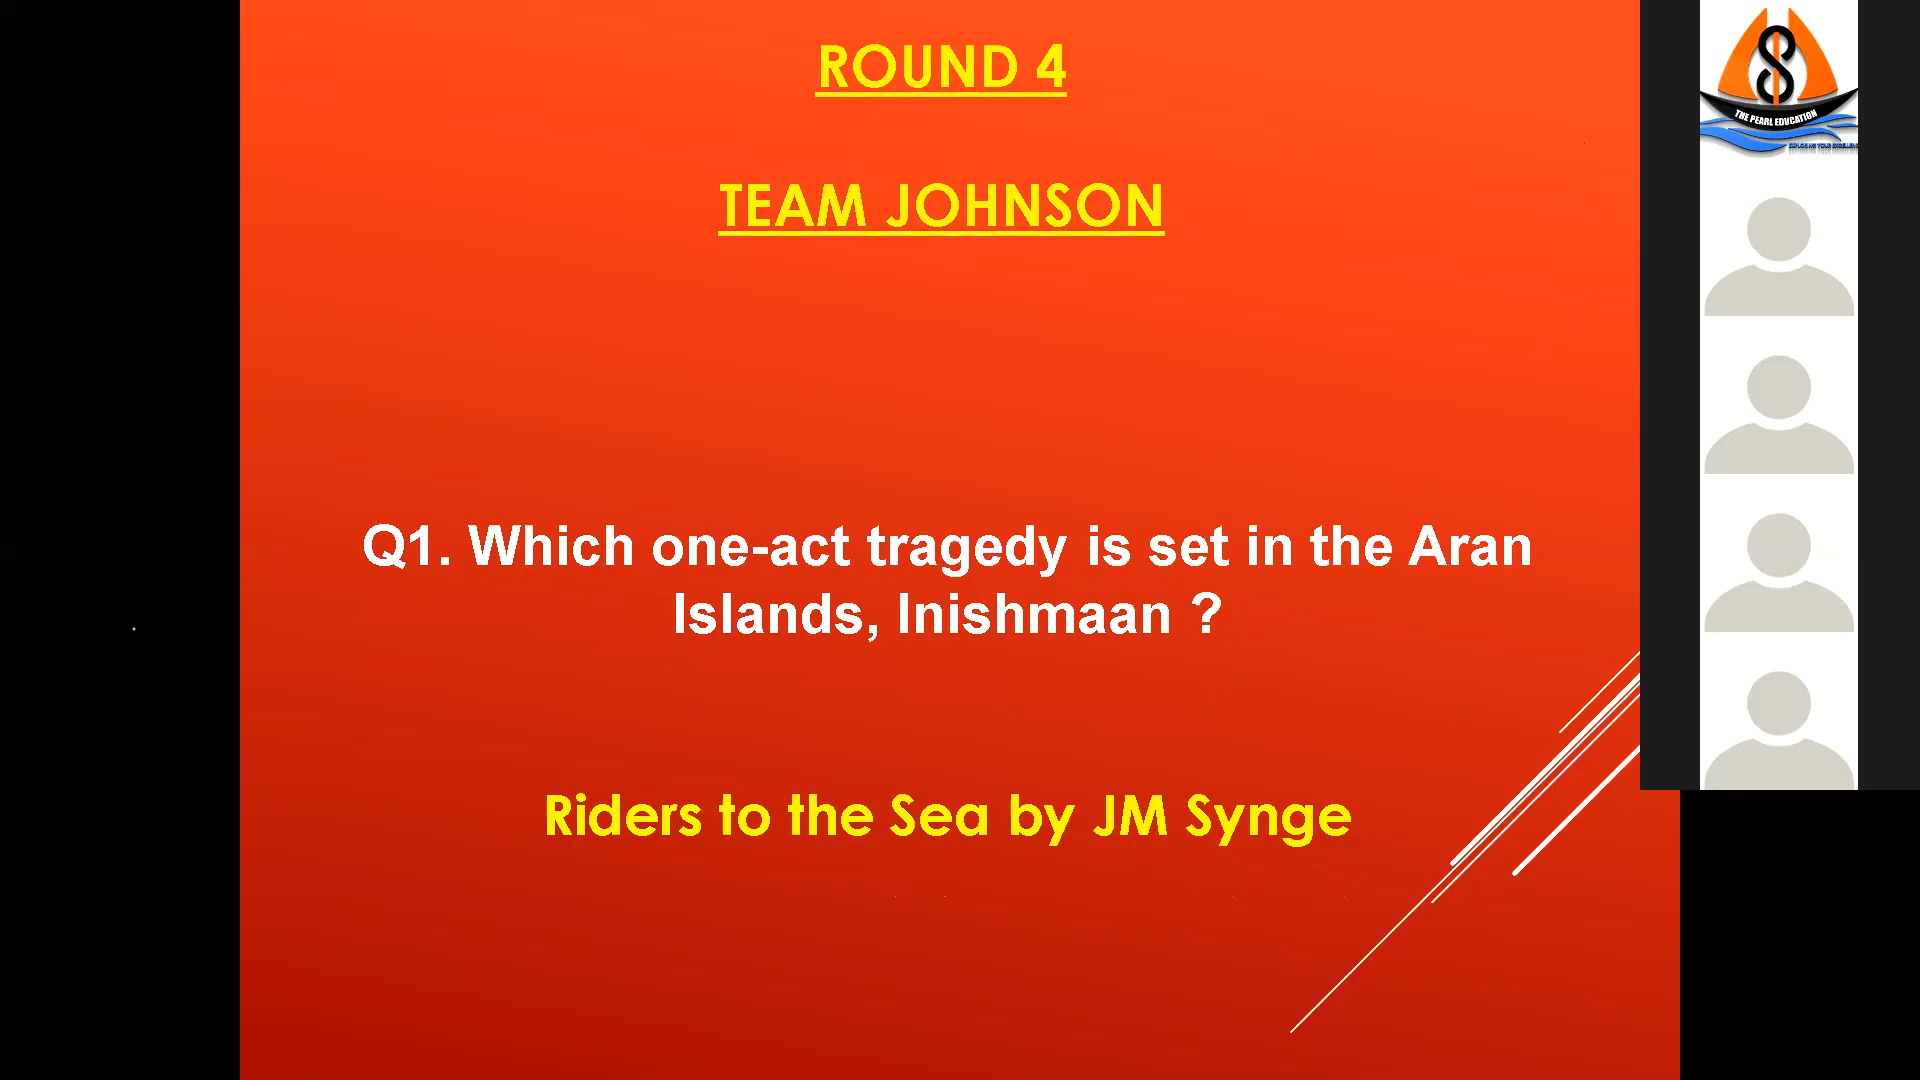 ROUND 4
TEAM JOHNSON
Q1. Which one-act tragedy is set in the Aran
Islands, Inishmaan ?
Riders to the Sea by JM Synge
THE PEARL EDUCATION